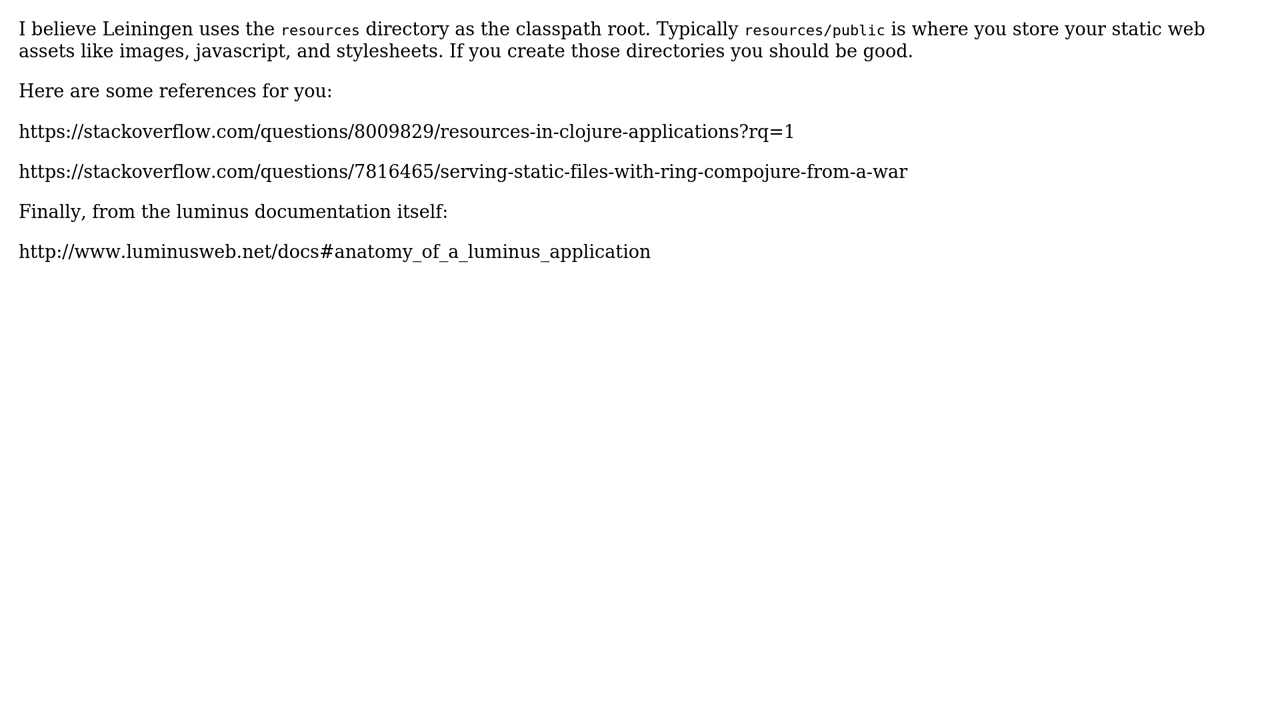 I believe Leiningen uses the resources directory as the classpath root. Typically resources/public is where you store your static web
assets like images, javascript, and stylesheets. If you create those directories you should be good.
Here are some references for you:
https://stackoverflow.com/questions/8009829/resources-in-clojure-applications?rq=1
https://stackoverflow.com/questions/7816465/serving-static-files-with-ring-compojure-from-a-war
Finally, from the luminus documentation itself:
http://www.luminusweb.net/docs#anatomy_of_a_luminus_application